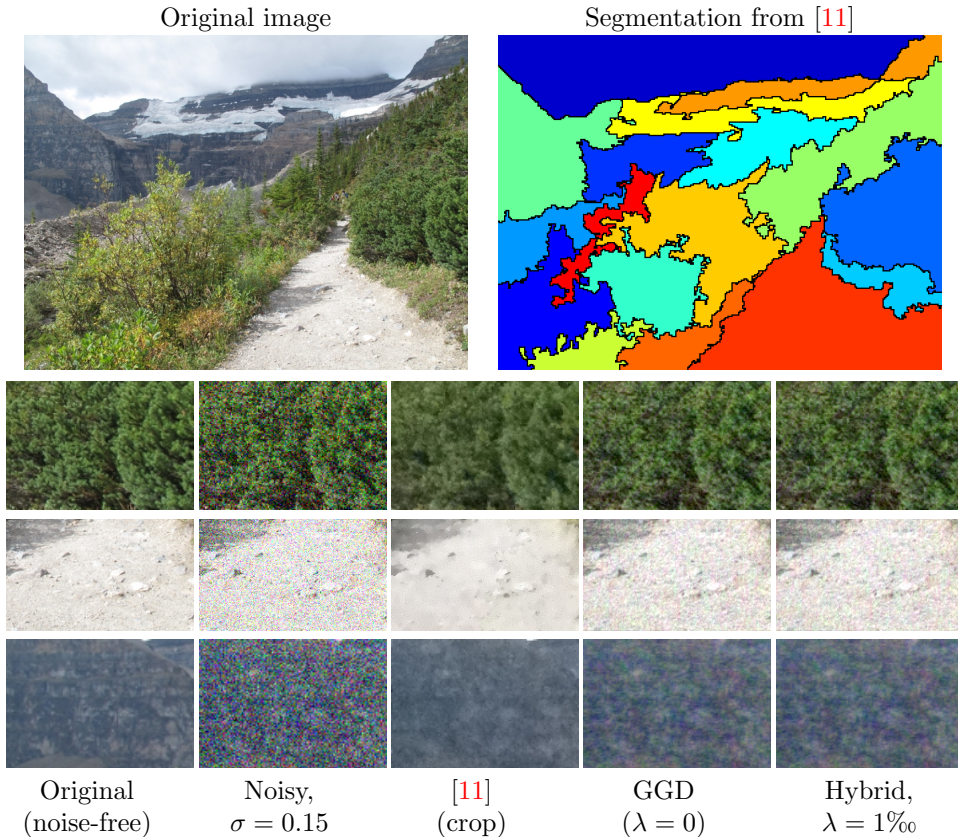 Original image
Segmentation from [11]
Original
(noise-free)
Noisy,
σ = 0.15
[11]
(crop)
GGD
(λ = 0)
Hybrid,
λ = 1‰